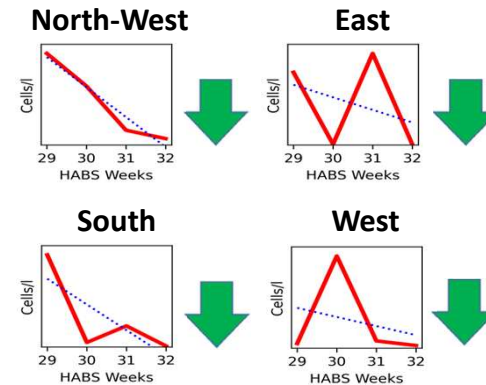 North-West
Cells/l
29 30 31 32
HABS Weeks
East
Cells/l
29 30 31 32
HABS Weeks
South
Cells/l
29 30 31 32
HABS Weeks
West
Cells/l
29 30 31 32
HABS Weeks